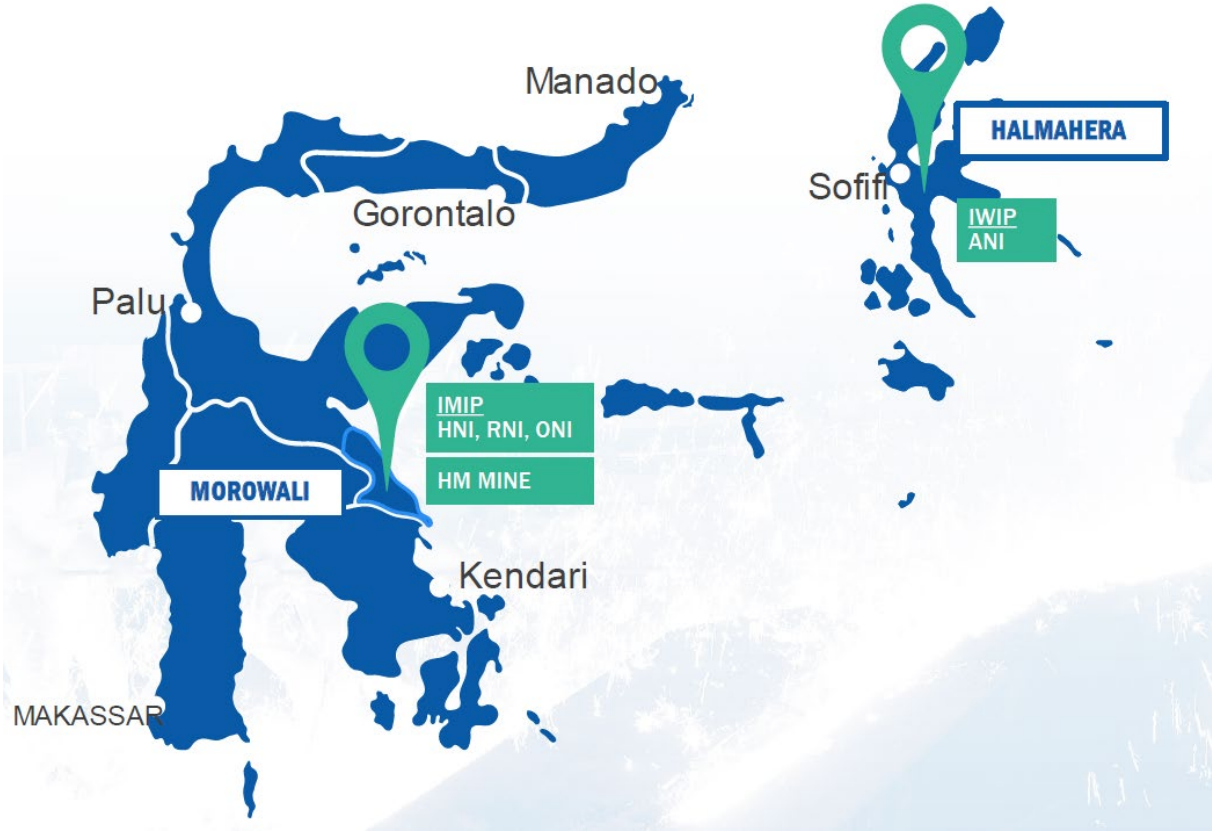 Manado
HALMAHERA
Sofifi
Gorontalo
IWIP
ANI
Palu
IMIP
HNI, RNI, ONI
HM MINE
MOROWALI
Kendari
MAKASSAR